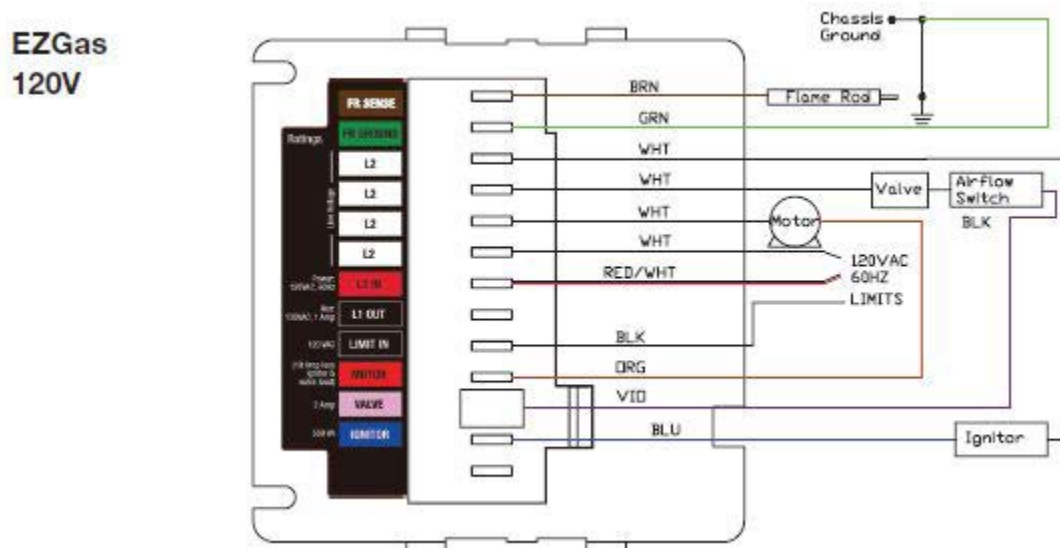 EZGas
120V
Chassis
Ground
FR SENSE
BRN
Flame Rod
Ratings
FR GROUND
GRN
L2
WHT
L2
WHT
Valve
Airflow
Switch
BLK
Line Voltage
L2
WHT
Motor
L2
WHT
120VAC
60HZ
LIMITS
Power:
120VAC, 60Hz
L1 IN
RED/WHT
120VAC, 1 Amp
L1 OUT
120 VAC
LIMIT IN
BLK
MOTOR
ORG
VALVE
VIO
IGNITOR
BLU
Ignitor